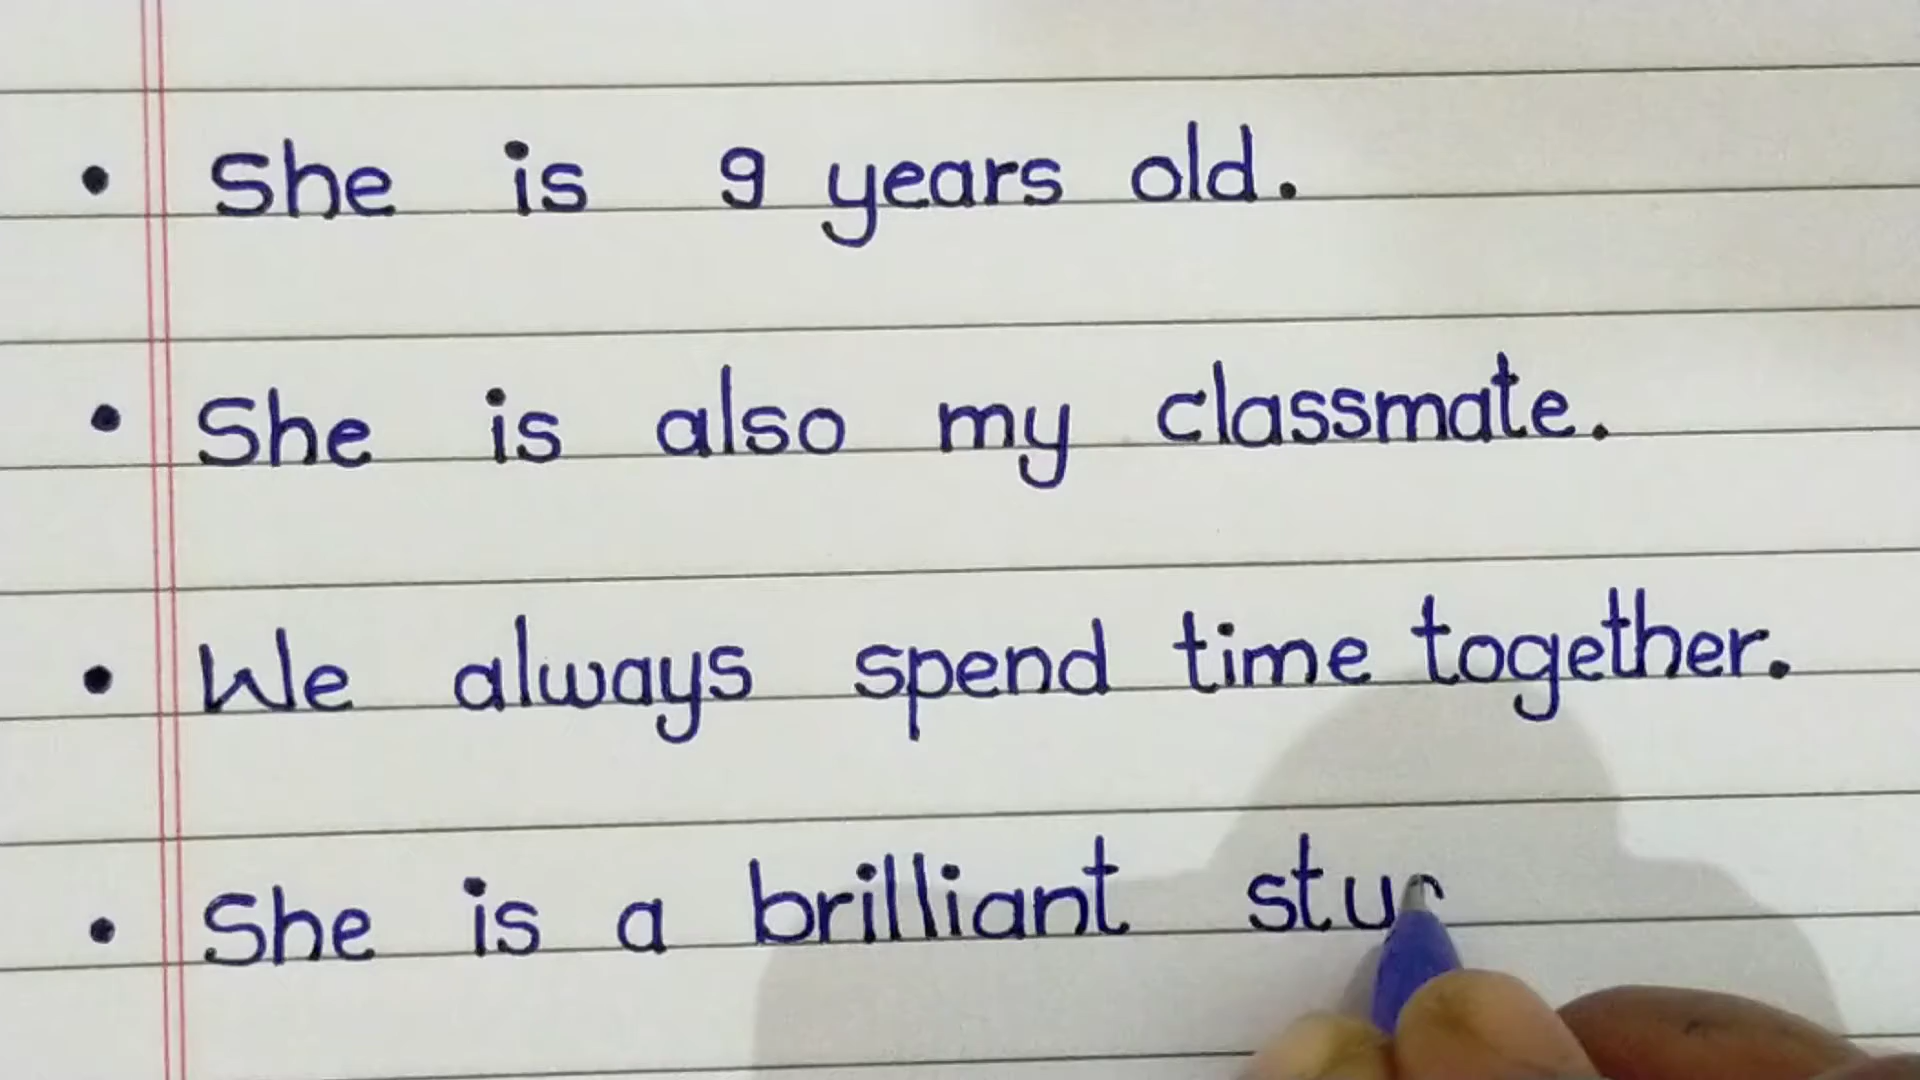 • She is 9 years old.
• She is also my classmate.
• We always spend time together.
• She is a brilliant